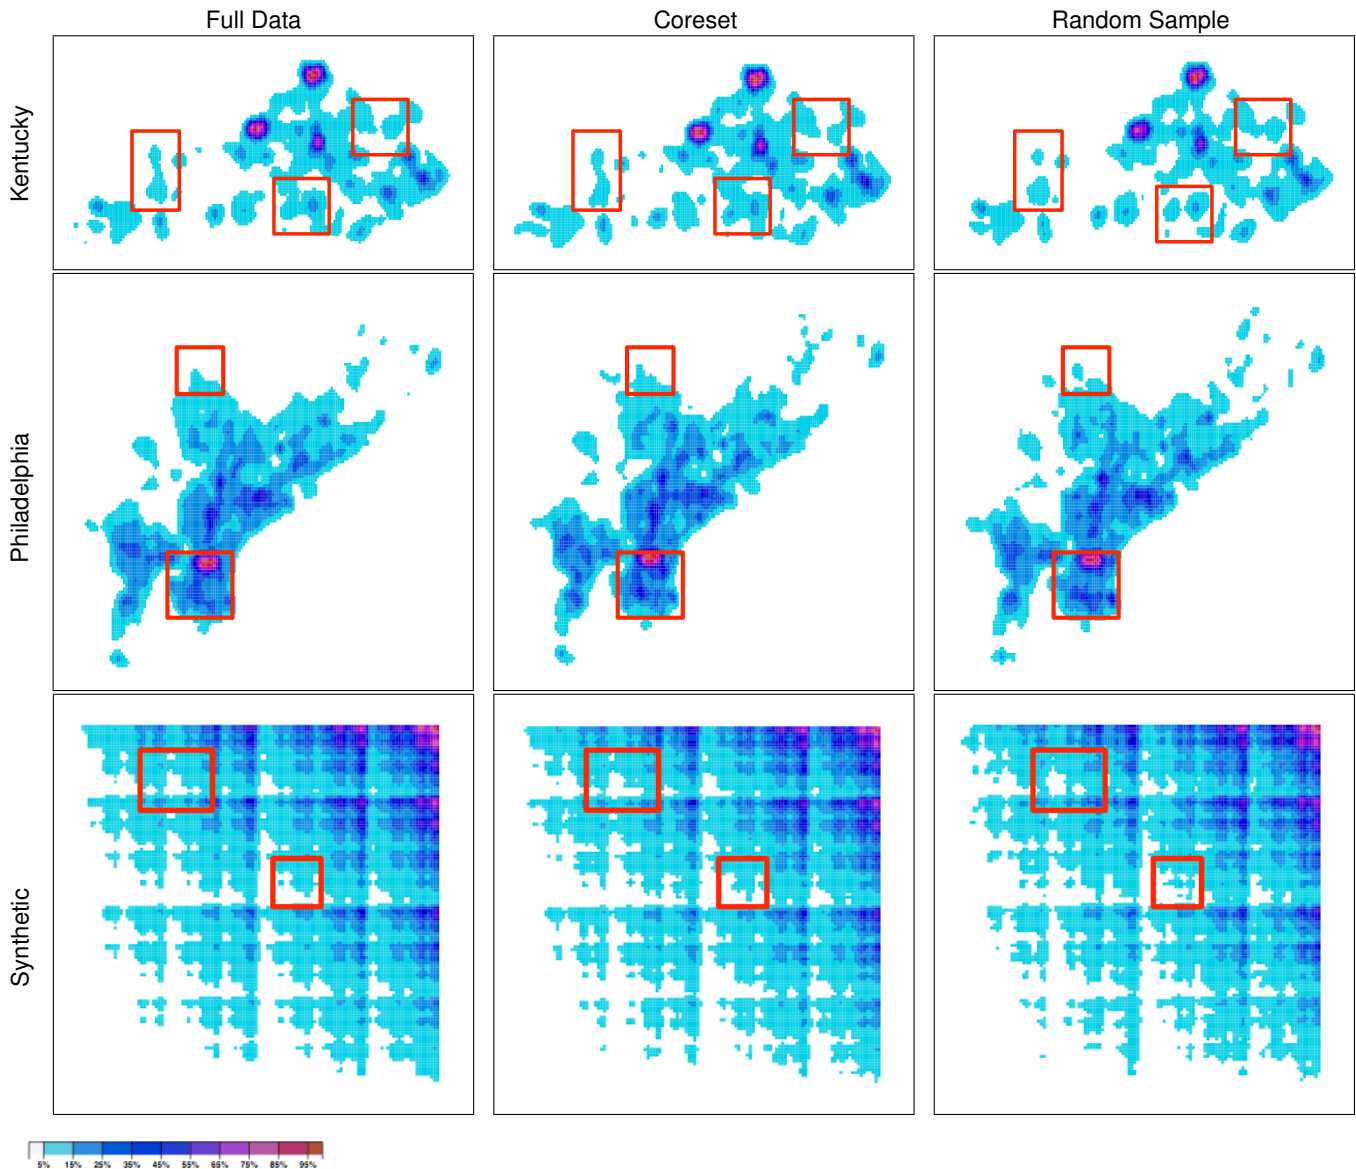 Full Data Coreset Random Sample
Kentucky
Philadelphia
Synthetic
5% 15% 25% 35% 45% 55% 65% 75% 85% 95%